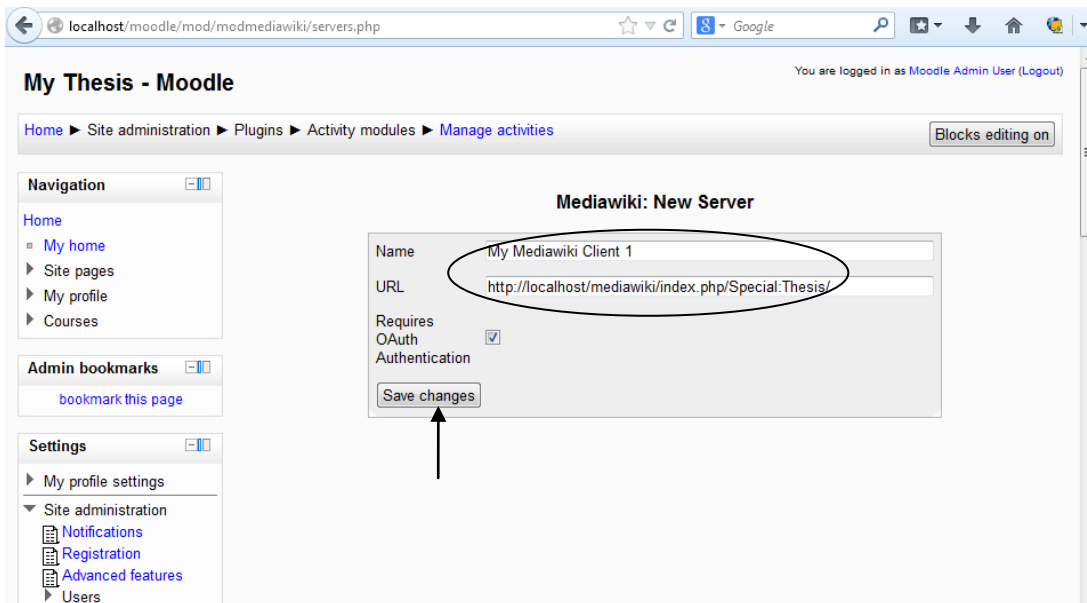 localhost/moodle/mod/modmediawiki/servers.php
8 Google
My Thesis - Moodle
You are logged in as Moodle Admin User (Logout)
Home ► Site administration ► Plugins ► Activity modules ► Manage activities
Blocks editing on
Navigation
Home
My home
Site pages
My profile
Courses
Admin bookmarks
bookmark this page
Settings
My profile settings
Site administration
Notifications
Registration
Advanced features
Users
Mediawiki: New Server
Name My Mediawiki Client 1
URL http://localhost/mediawiki/index.php/Special:Thesis/
Requires
OAuth
Authentication
Save changes